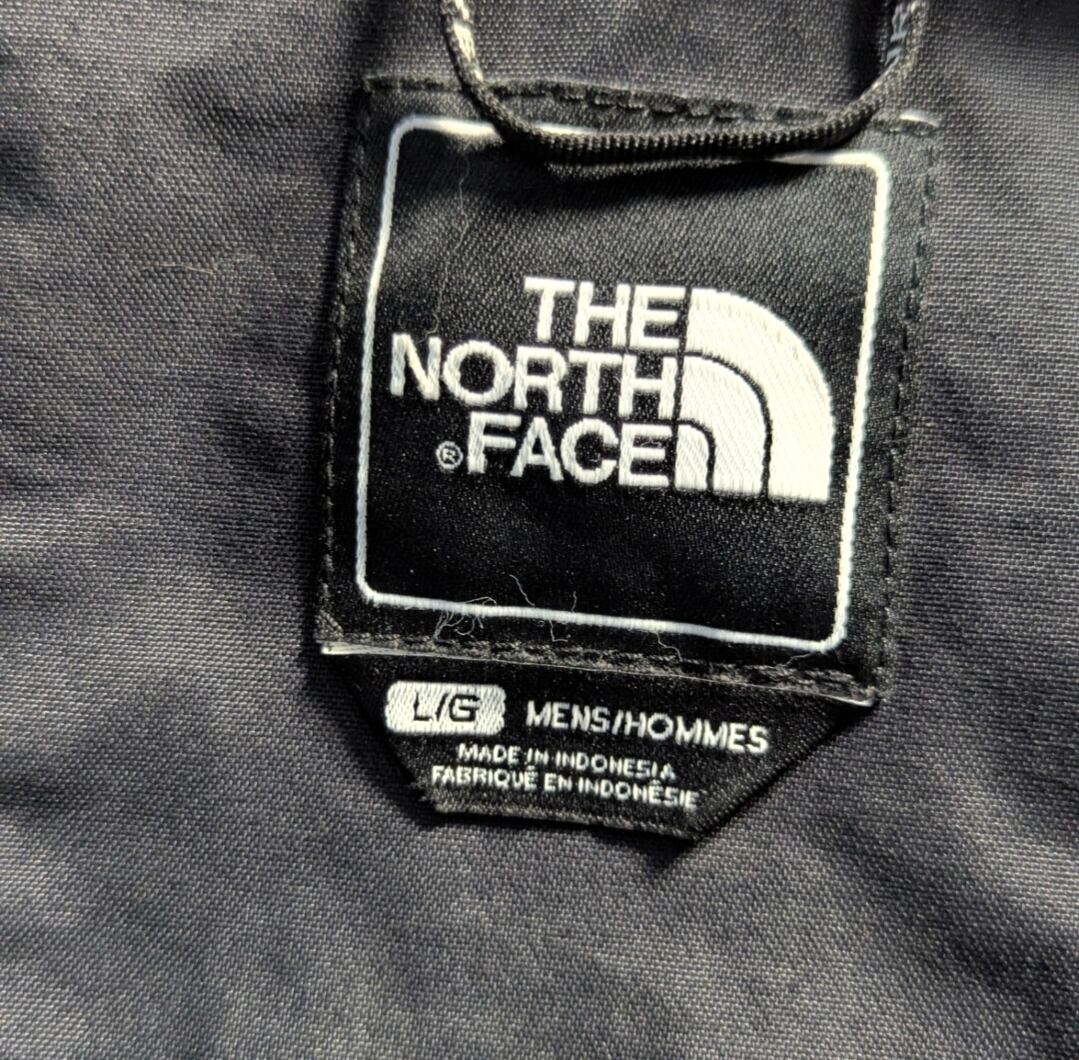 THE
NORTH
®FACE
L/G MENS/HOMMES
MADE IN INDONESIA
FABRIQUÉ EN INDONÉSIE